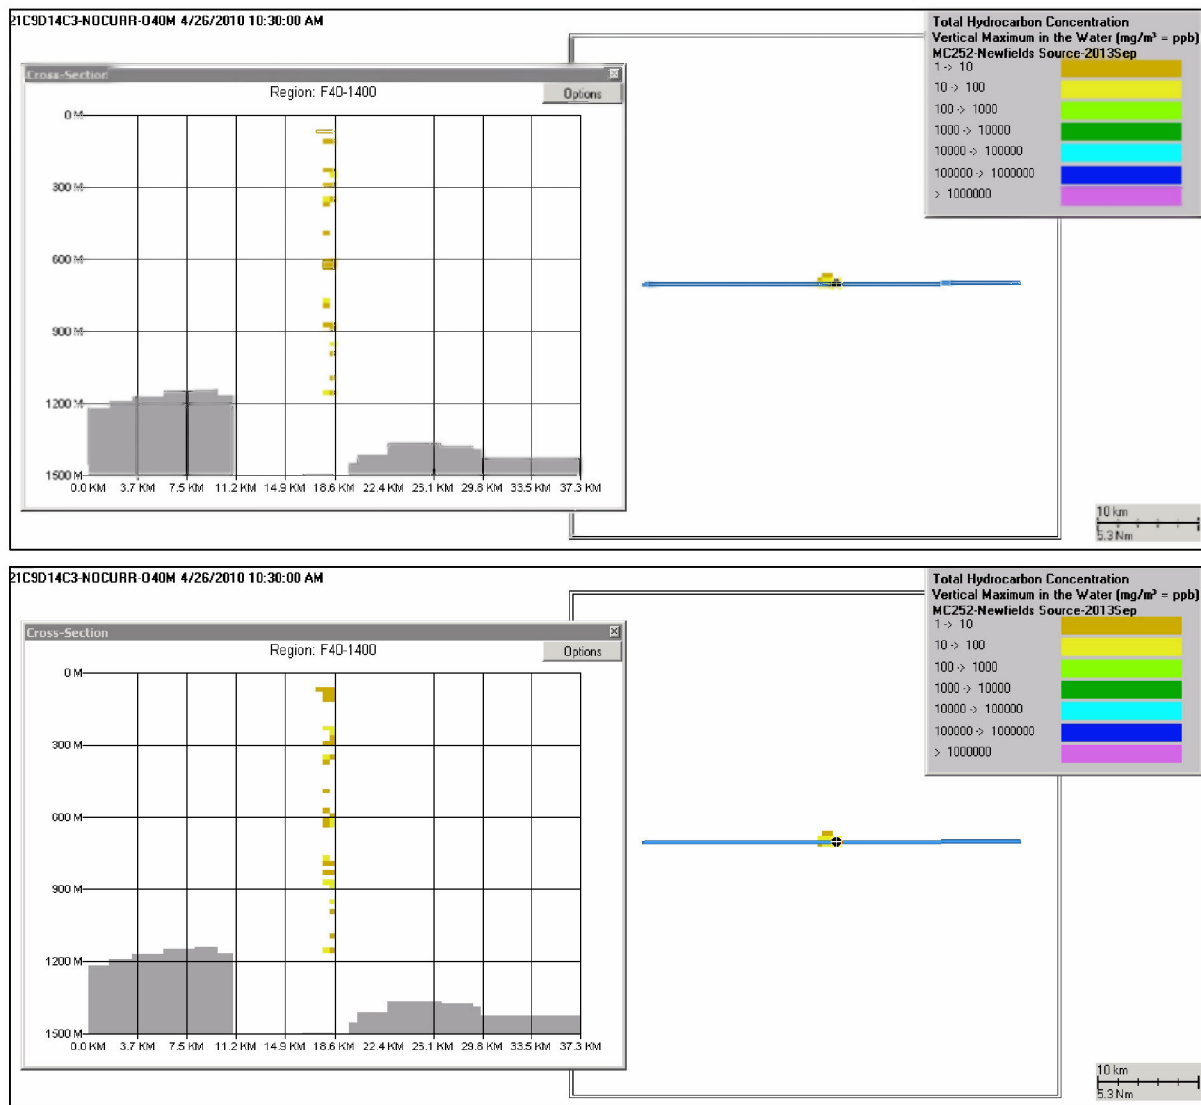 21C9D14C3-NOCURR-O40M 4/26/2010 10:30:00 AM
Cross-Section
Region: F40-1400
Options
0 M
300 M
600 M
900 M
1200 M
1500 M
0.0 KM 3.7 KM 7.5 KM 11.2 KM 14.9 KM 18.6 KM 22.4 KM 26.1 KM 29.8 KM 33.5 KM 37.3 KM
Total Hydrocarbon Concentration
Vertical Maximum in the Water (mg/m³ = ppb)
MC252-Newfields Source-2013Sep
1 -> 10
10 -> 100
100 -> 1000
1000 -> 10000
10000 -> 100000
100000 -> 1000000
> 1000000
10 km
5.3 Nm
21C9D14C3-NOCURR-O40M 4/26/2010 10:30:00 AM
Cross-Section
Region: F40-1400
Options
0 M
300 M
600 M
900 M
1200 M
1500 M
0.0 KM 3.7 KM 7.5 KM 11.2 KM 14.9 KM 18.6 KM 22.4 KM 26.1 KM 29.8 KM 33.5 KM 37.3 KM
Total Hydrocarbon Concentration
Vertical Maximum in the Water (mg/m³ = ppb)
MC252-Newfields Source-2013Sep
1 -> 10
10 -> 100
100 -> 1000
1000 -> 10000
10000 -> 100000
100000 -> 1000000
> 1000000
10 km
5.3 Nm